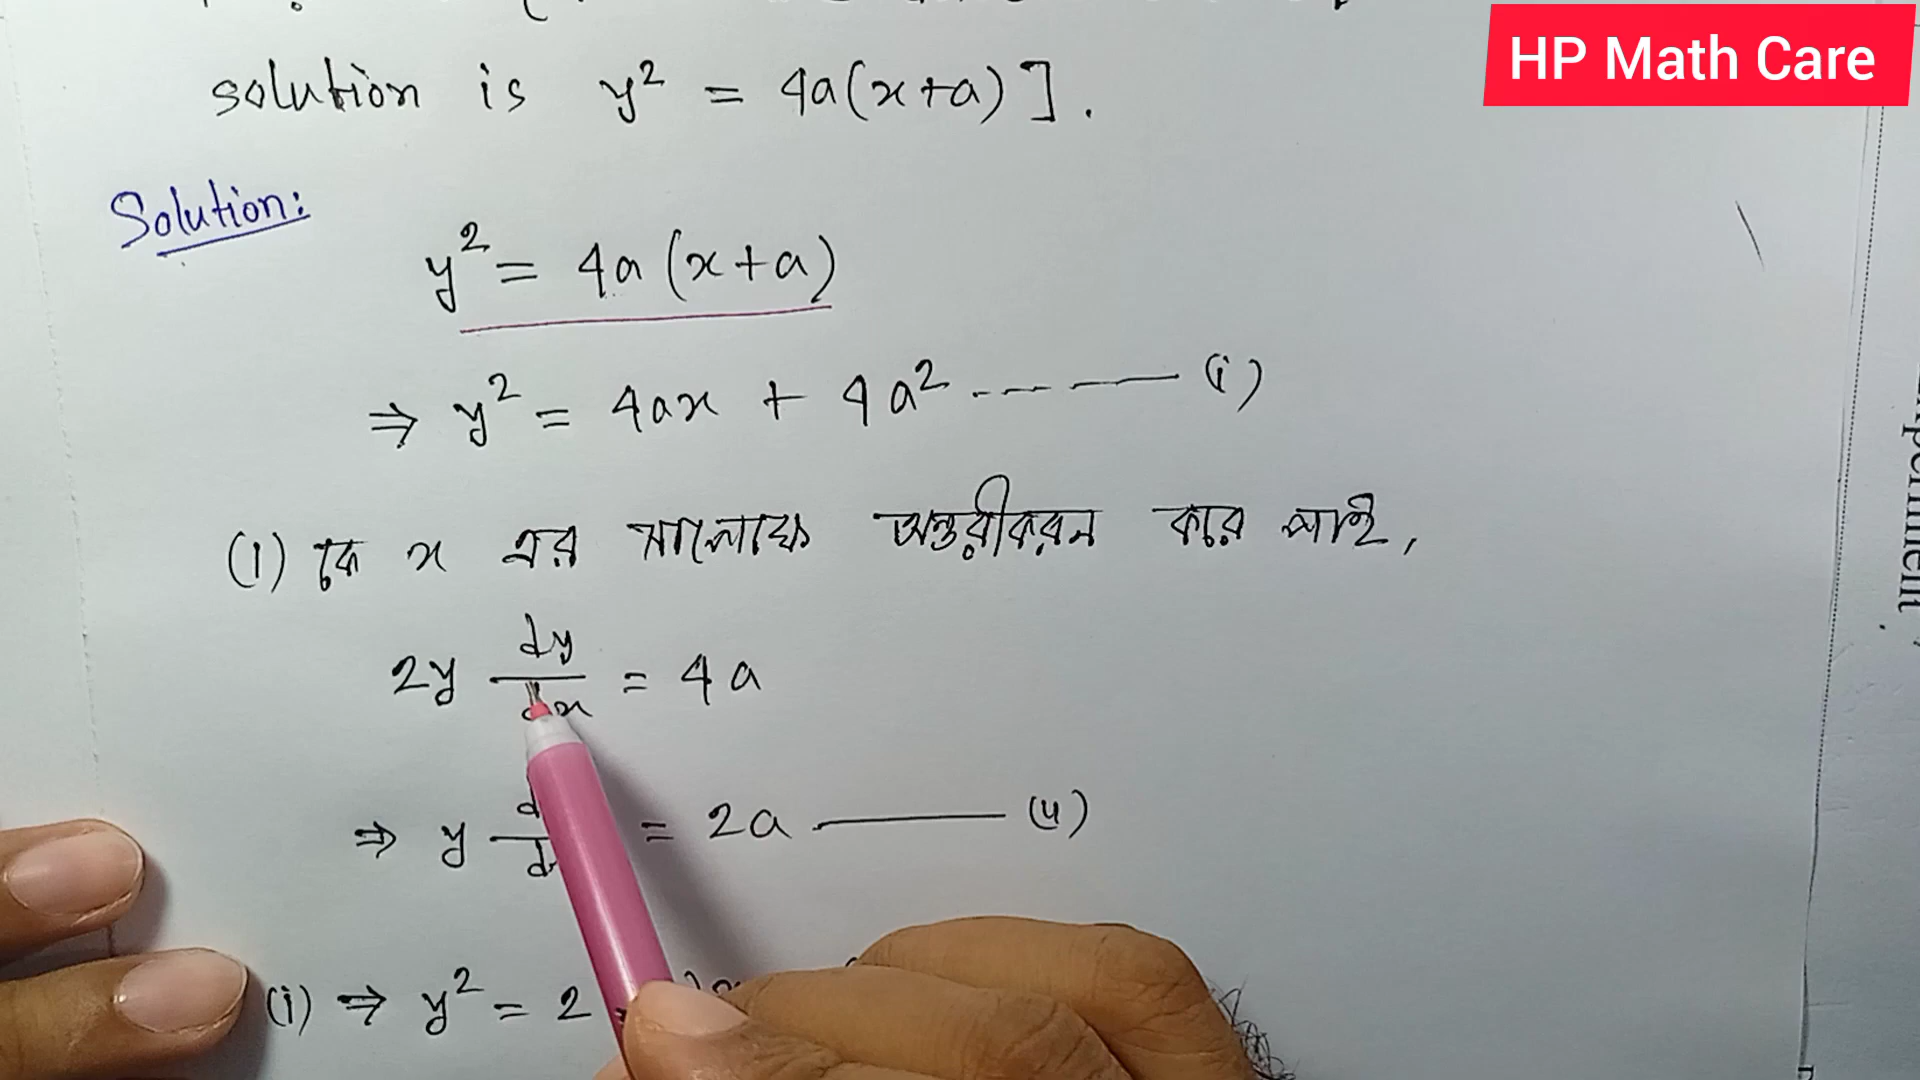 HP Math Care
solution is y² = 4a(x+a)].
Solution:
y² = 4a(x+a)
⇒ y² = 4ax + 4a² ----—— (i)
(i) কে x এর সাপেক্ষে অন্তরীকরন করে পাই,
2y dy/dx = 4a
⇒ y = 2a ——— (ii)
(i) ⇒ y² = 2